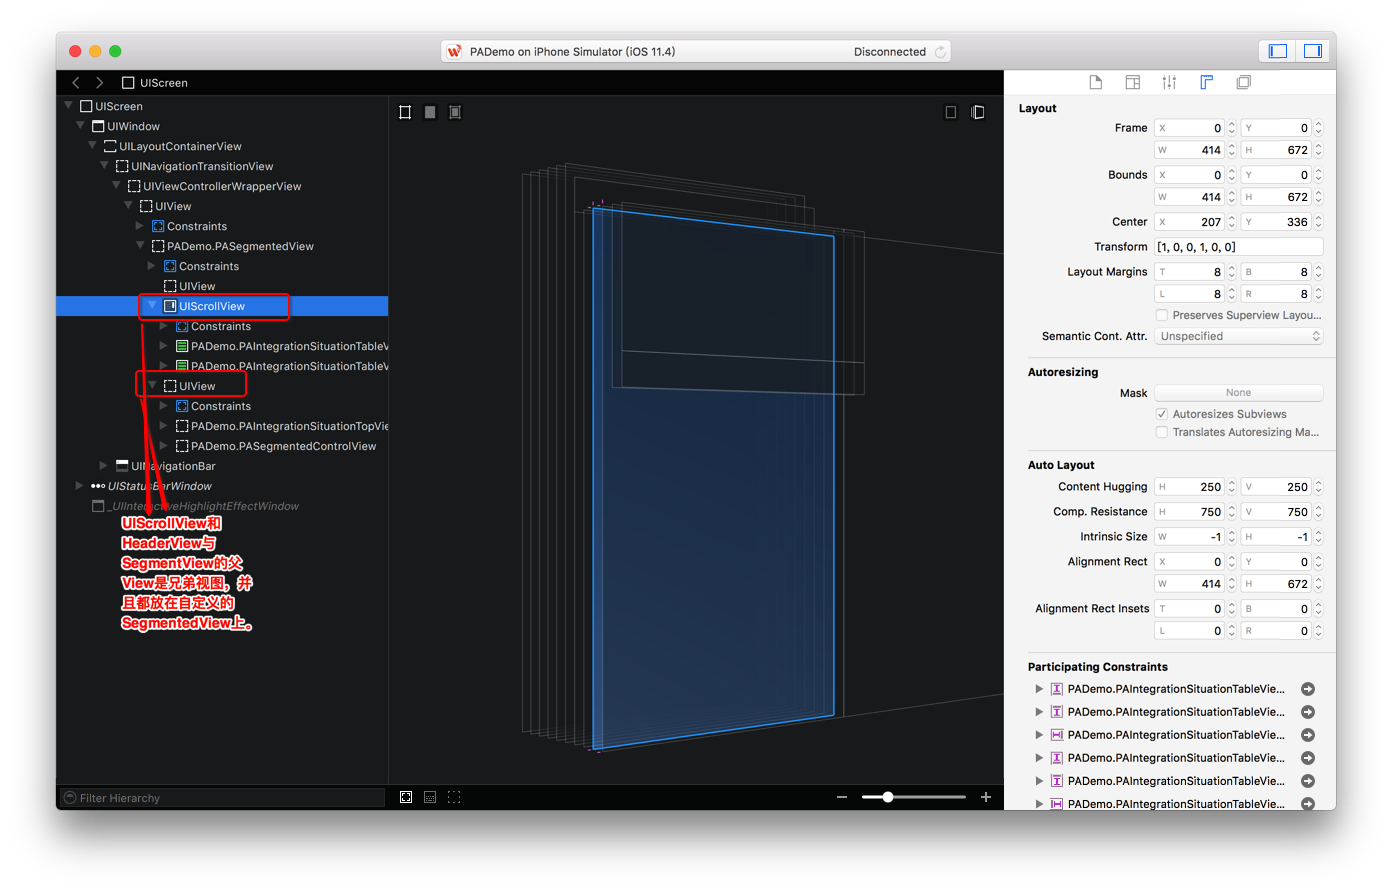 PADemo on iPhone Simulator (iOS 11.4)
Disconnected
UIScreen
UIScreen
UIWindow
UILayoutContainerView
UINavigationTransitionView
UIViewControllerWrapperView
UIView
Constraints
PADemo.PASegmentedView
Constraints
UIView
UIScrollView
Constraints
PADemo.PAIntegrationSituationTableV
PADemo.PAIntegrationSituationTableV
UIView
Constraints
PADemo.PAIntegrationSituationTopVie
PADemo.PASegmentedControlView
UINavigationBar
UIStatusBarWindow
_UIInteractiveHighlightEffectWindow
UIScrollView和
HeaderView与
SegmentView的父
View是兄弟视图，并
且都放在自定义的
SegmentedView上。
Filter Hierarchy
Layout
Frame X 0 Y 0
W 414 H 672
Bounds X 0 Y 0
W 414 H 672
Center X 207 Y 336
Transform [1, 0, 0, 1, 0, 0]
Layout Margins T 8 B 8
L 8 R 8
Preserves Superview Layou...
Semantic Cont. Attr. Unspecified
Autoresizing
Mask None
Autoresizes Subviews
Translates Autoresizing Ma...
Auto Layout
Content Hugging H 250 V 250
Comp. Resistance H 750 V 750
Intrinsic Size W -1 H -1
Alignment Rect X 0 Y 0
W 414 H 672
Alignment Rect Insets T 0 B 0
L 0 R 0
Participating Constraints
PADemo.PAIntegrationSituationTableVie...
PADemo.PAIntegrationSituationTableVie...
PADemo.PAIntegrationSituationTableVie...
PADemo.PAIntegrationSituationTableVie...
PADemo.PAIntegrationSituationTableVie...
PADemo.PAIntegrationSituationTableVie...